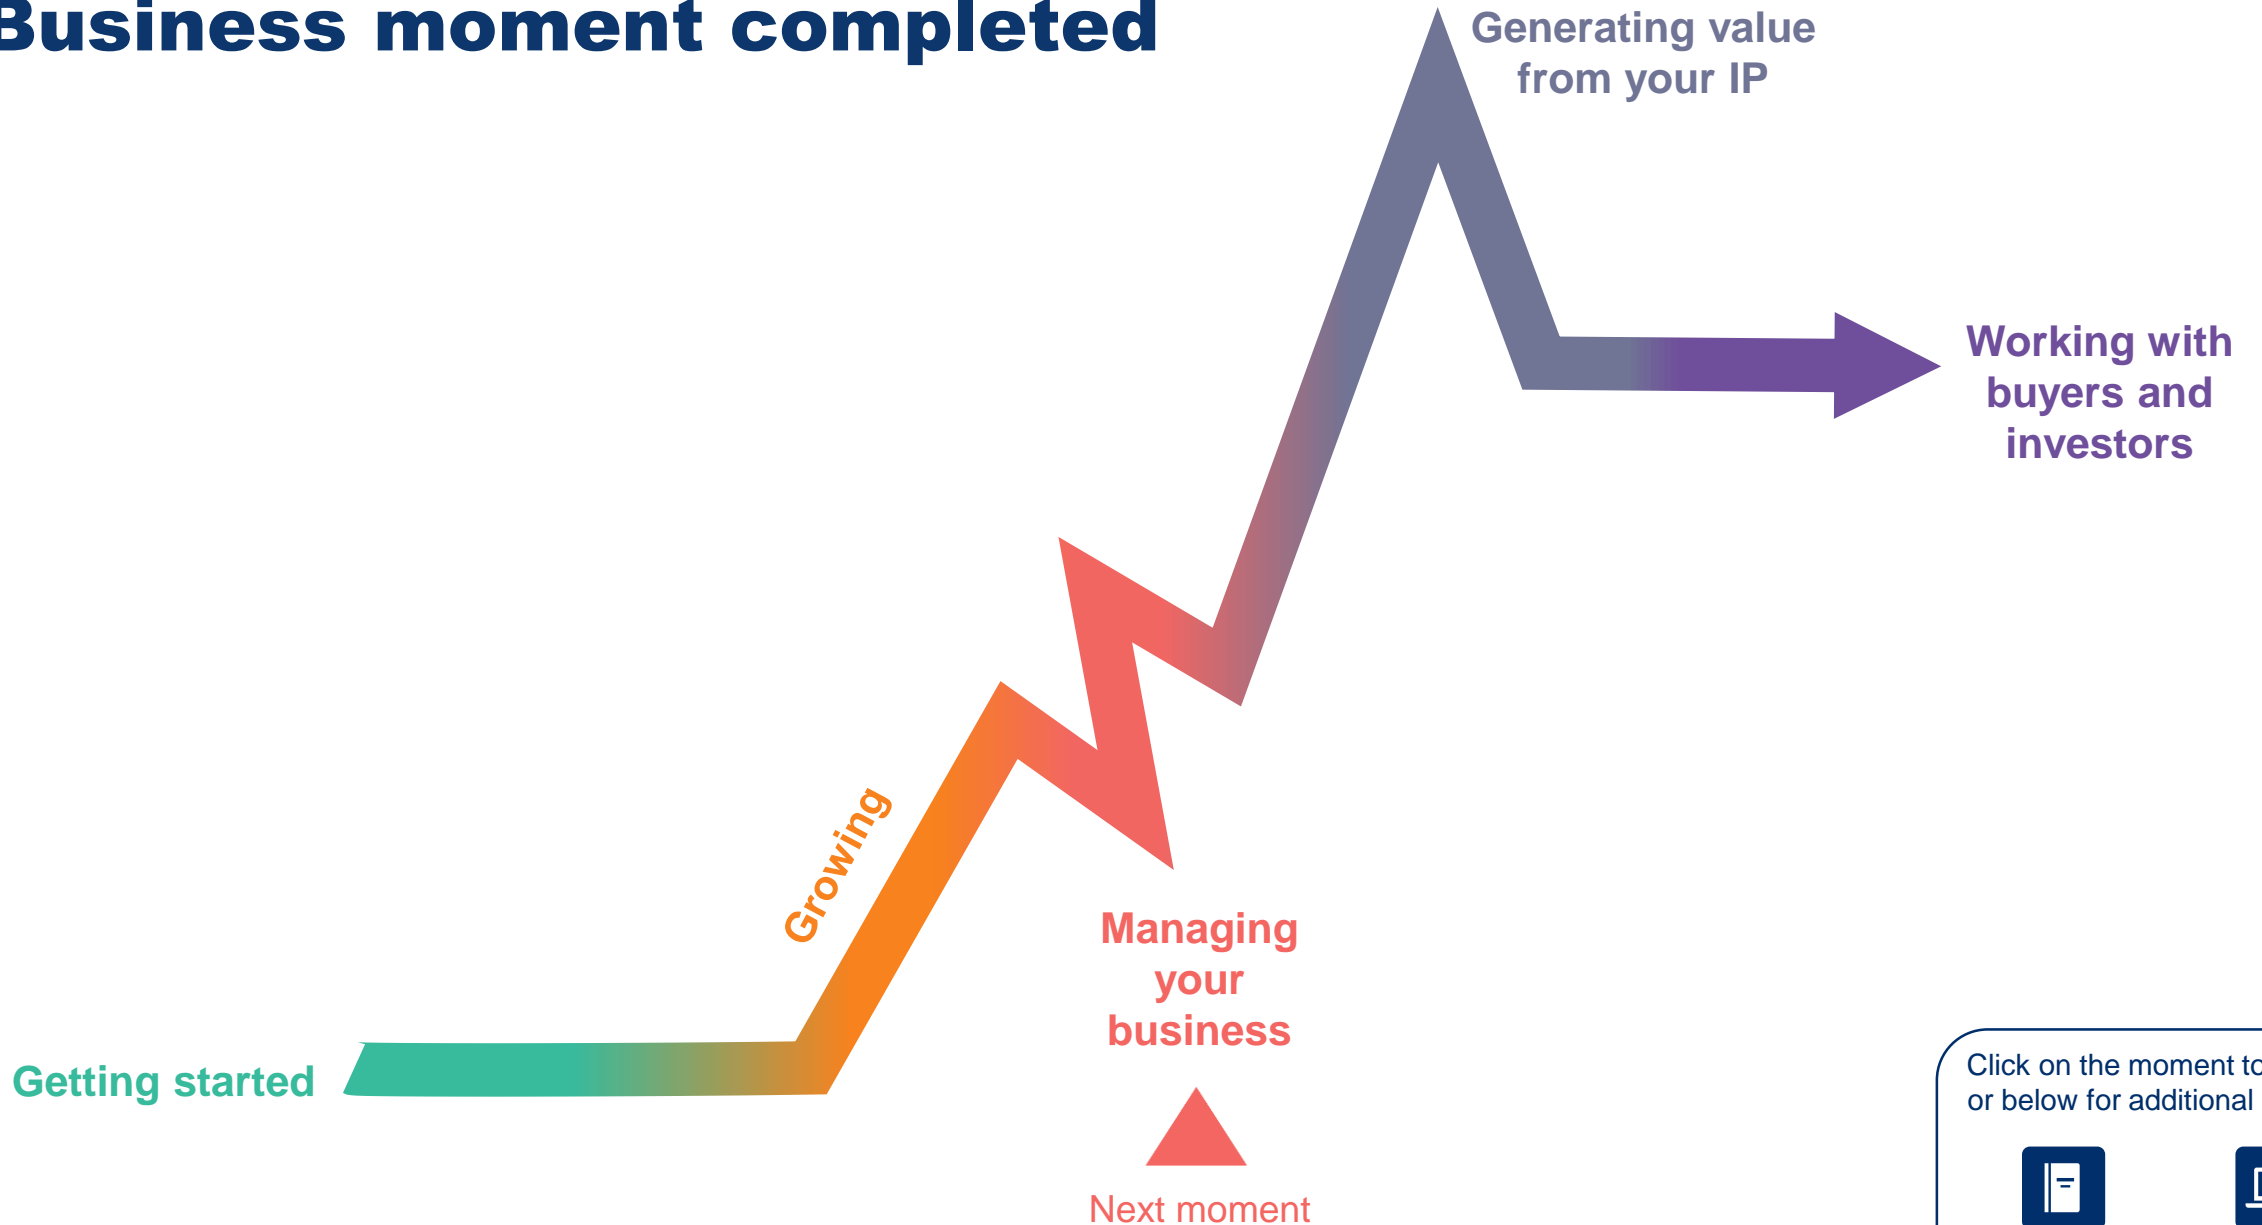 Business moment completed
Generating value
from your IP
Working with
buyers and
investors
Growing
Managing
your
business
Getting started
Next moment
Click on the moment to
or below for additional